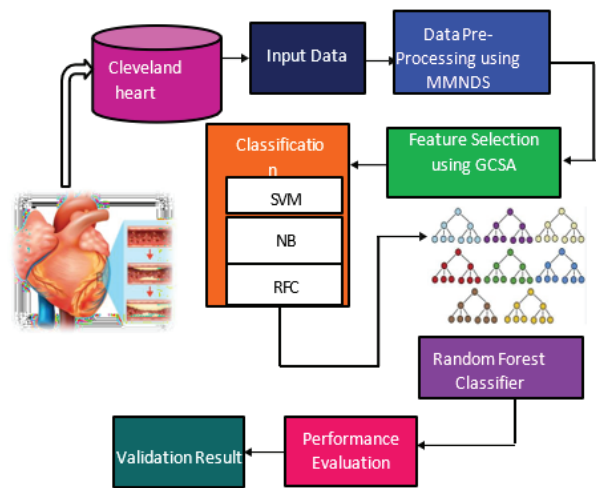 Cleveland
heart
Input Data
Data Pre-
Processing using
MMNDS
Feature Selection
using GCSA
Classificatio
n
SVM
NB
RFC
Random Forest
Classifier
Performance
Evaluation
Validation Result